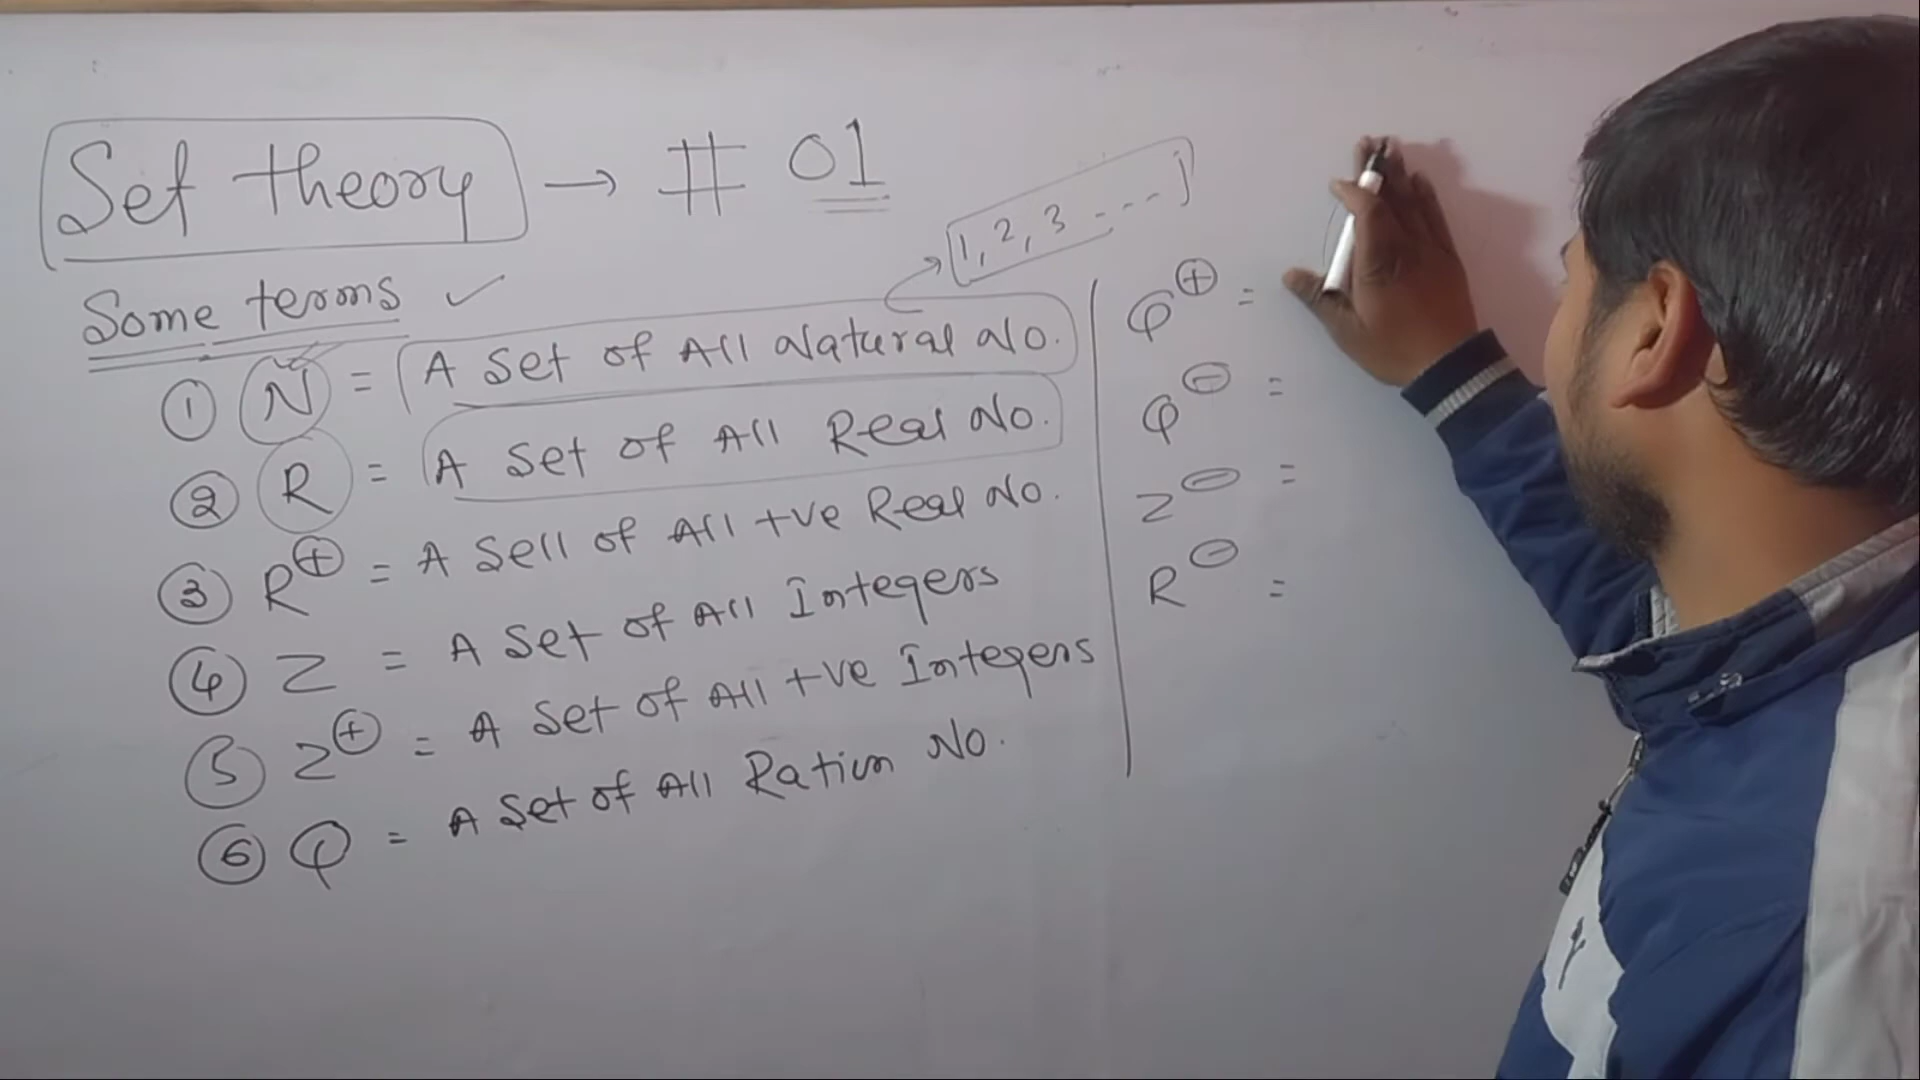 Set theory → # 01
Some terms ✓
[1, 2, 3 - - - ]
① N = A Set of All Natural No.
② R = A Set of All Real No.
③ R⊕ = A Sell of All +ve Real No.
④ Z = A Set of All Integers
⑤ Z⊕ = A Set of All +ve Integers
⑥ Q = A Set of All Ration No.
Q⊕ =
Q⊖ =
Z⊖ =
R⊖ =